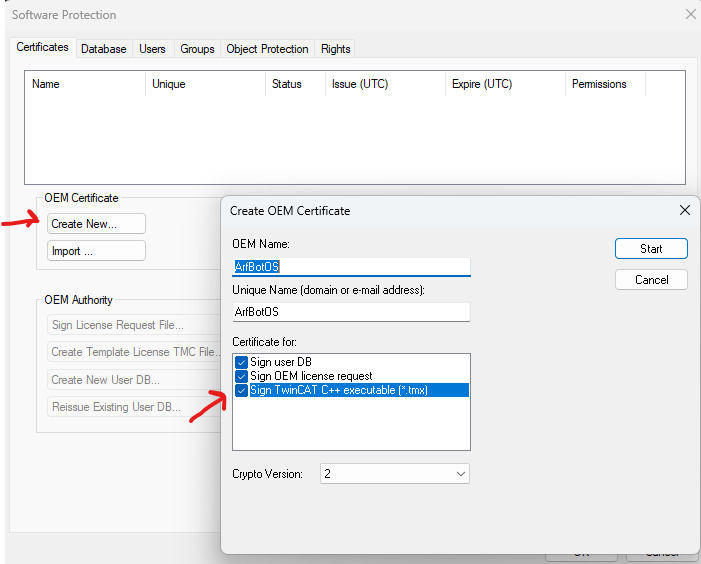 Software Protection
Certificates Database Users Groups Object Protection Rights
Name Unique Status Issue (UTC) Expire (UTC) Permissions
OEM Certificate
Create New...
Import ...
OEM Authority
Sign License Request File...
Create Template License TMC File...
Create New User DB...
Reissue Existing User DB...
Create OEM Certificate
OEM Name:
ArfBotOS
Start
Cancel
Unique Name (domain or e-mail address):
ArfBotOS
Certificate for:
Sign user DB
Sign OEM license request
Sign TwinCAT C++ executable (*.tmx)
Crypto Version: 2